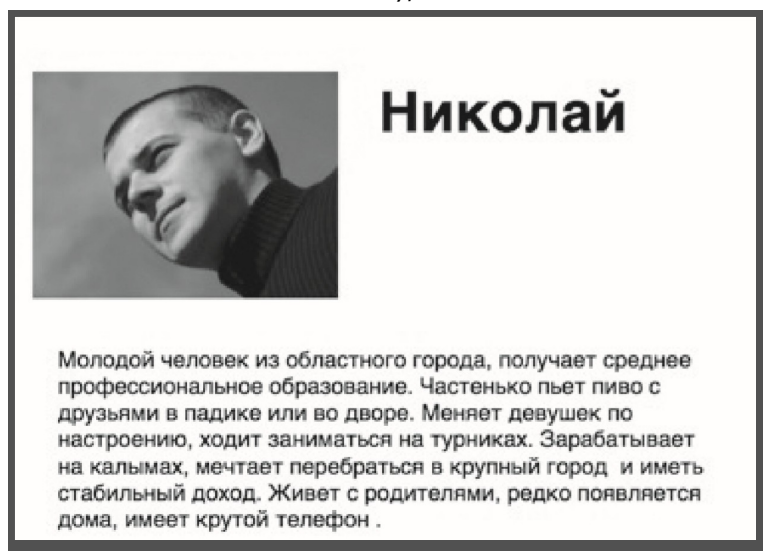 Николай
Молодой человек из областного города, получает среднее
профессиональное образование. Частенько пьет пиво с
друзьями в падике или во дворе. Меняет девушек по
настроению, ходит заниматься на турниках. Зарабатывает
на калымах, мечтает перебраться в крупный город и иметь
стабильный доход. Живет с родителями, редко появляется
дома, имеет крутой телефон .